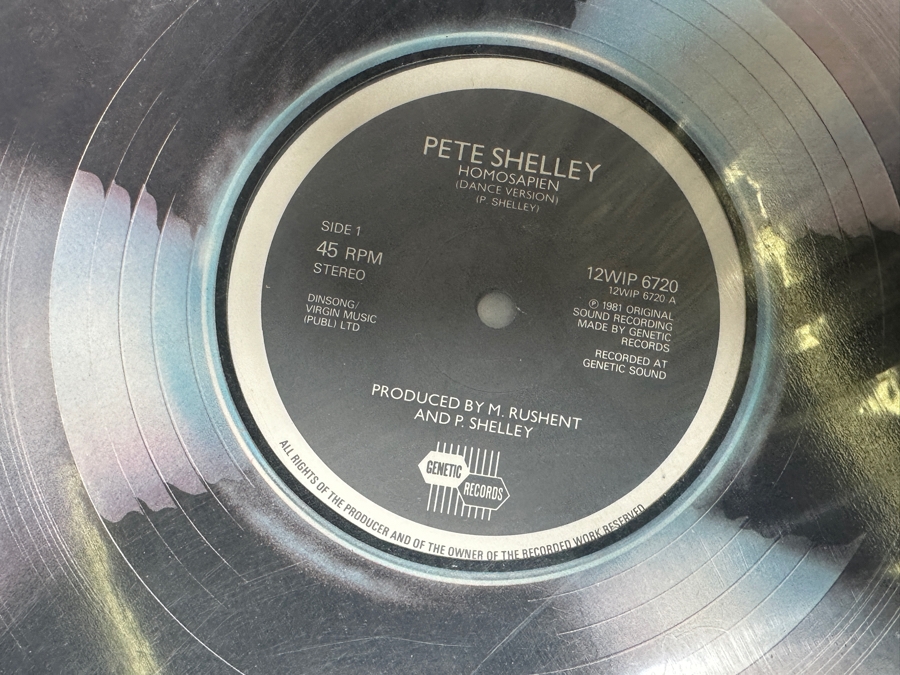 PETE SHELLEY
HOMOSAPIEN
(DANCE VERSION)
(P. SHELLEY)
SIDE 1
45 RPM
STEREO
DINSONG/
VIRGIN MUSIC
(PUBL) LTD
12WIP 6720
12WIP 6720 A
℗ 1981 ORIGINAL
SOUND RECORDING
MADE BY GENETIC
RECORDS
RECORDED AT
GENETIC SOUND
PRODUCED BY M. RUSHENT
AND P. SHELLEY
GENETIC
RECORDS
ALL RIGHTS OF THE PRODUCER AND OF THE OWNER OF THE RECORDED WORK RESERVED